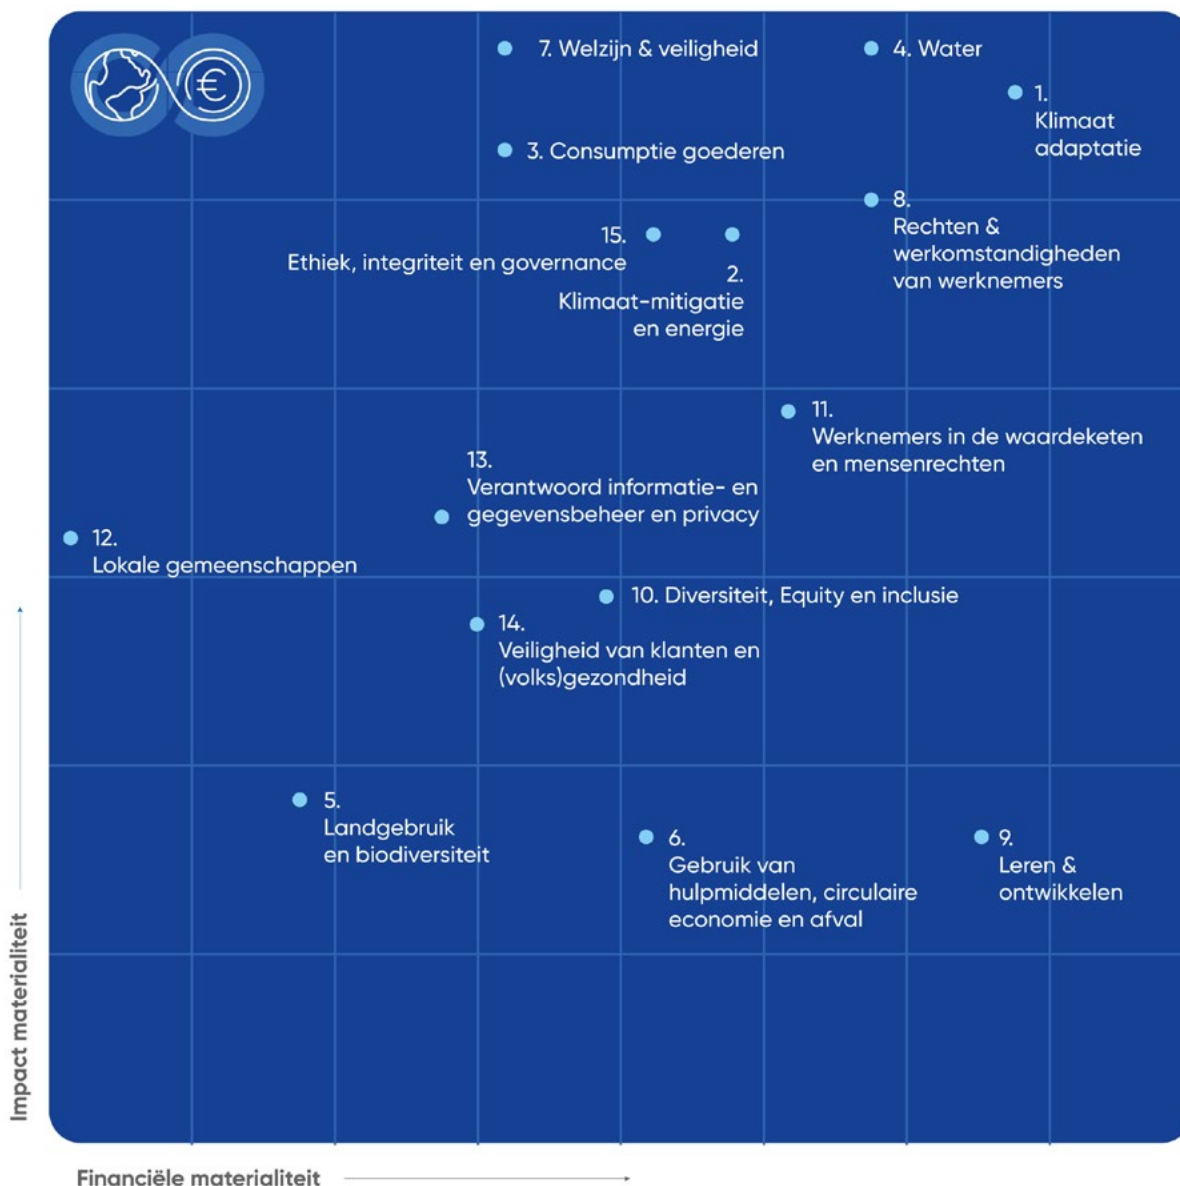 €
7. Welzijn & veiligheid
4. Water
1.
Klimaat
adaptatie
3. Consumptie goederen
8.
Rechten &
werkomstandigheden
van werknemers
15.
Ethiek, integriteit en governance
2.
Klimaat-mitigatie
en energie
11.
Werknemers in de waardeketen
en mensenrechten
13.
Verantwoord informatie- en
gegevensbeheer en privacy
12.
Lokale gemeenschappen
10. Diversiteit, Equity en inclusie
14.
Veiligheid van klanten en
(volks)gezondheid
5.
Landgebruik
en biodiversiteit
6.
Gebruik van
hulpmiddelen, circulaire
economie en afval
9.
Leren &
ontwikkelen
Impact materialiteit
Financiële materialiteit